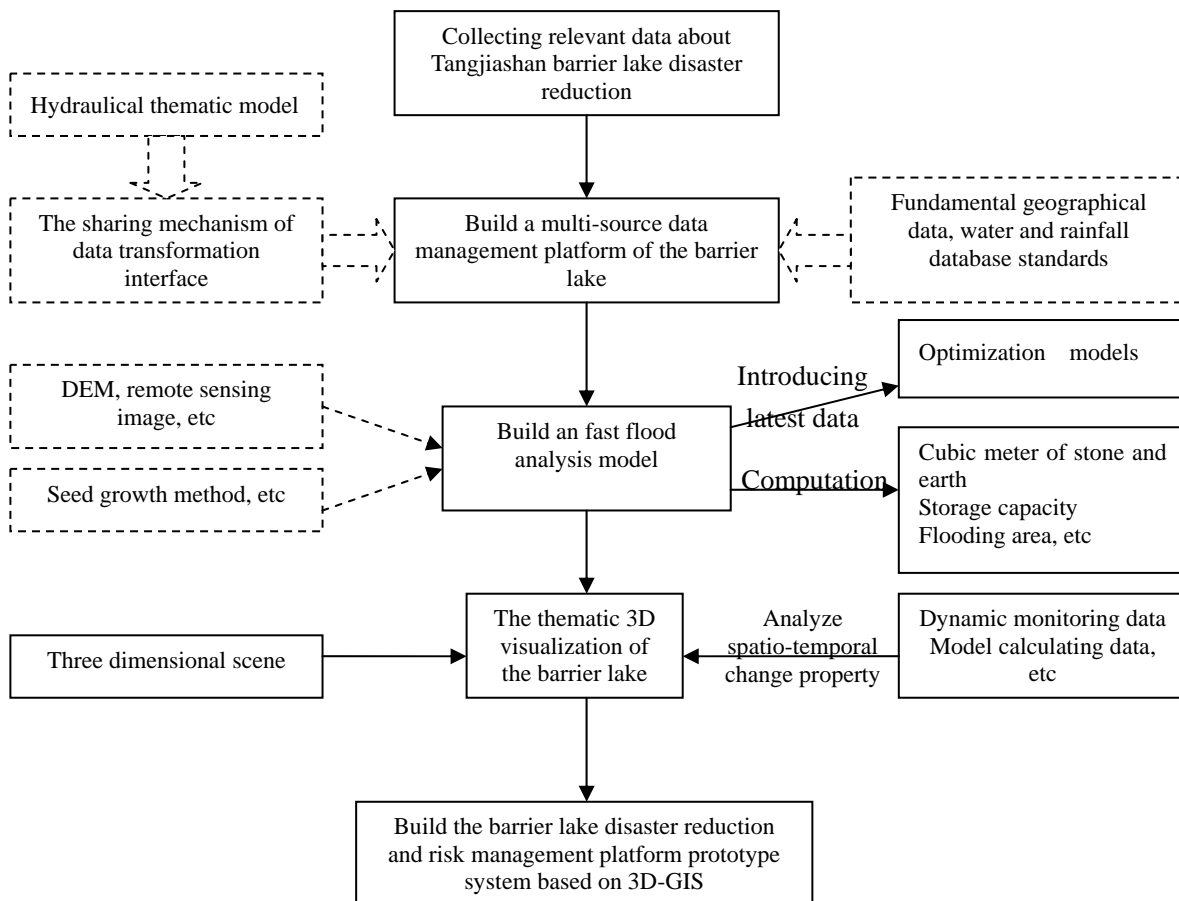 Collecting relevant data about
Tangjiashan barrier lake disaster
reduction
Hydraulical thematic model
The sharing mechanism of
data transformation
interface
Build a multi-source data
management platform of the barrier
lake
Fundamental geographical
data, water and rainfall
database standards
DEM, remote sensing
image, etc
Seed growth method, etc
Build an fast flood
analysis model
Introducing
latest data
Computation
Optimization models
Cubic meter of stone and
earth
Storage capacity
Flooding area, etc
Three dimensional scene
The thematic 3D
visualization of
the barrier lake
Analyze
spatio-temporal
change property
Dynamic monitoring data
Model calculating data,
etc
Build the barrier lake disaster reduction
and risk management platform prototype
system based on 3D-GIS